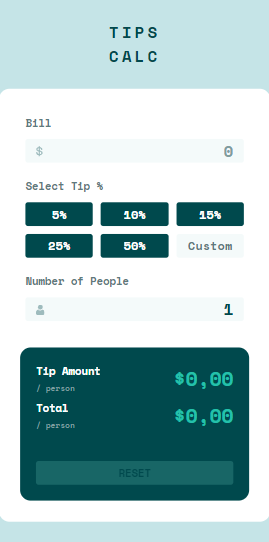 TIPS
CALC
Bill
$ 0
Select Tip %
5% 10% 15%
25% 50% Custom
Number of People
1
Tip Amount
/ person
$0,00
Total
/ person
$0,00
RESET